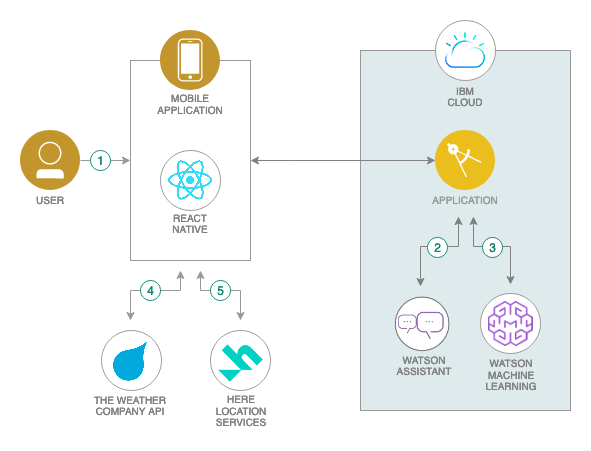 MOBILE
APPLICATION
IBM
CLOUD
1
USER
REACT
NATIVE
APPLICATION
2
3
4
5
WATSON
ASSISTANT
WATSON
MACHINE
LEARNING
THE WEATHER
COMPANY API
HERE
LOCATION
SERVICES